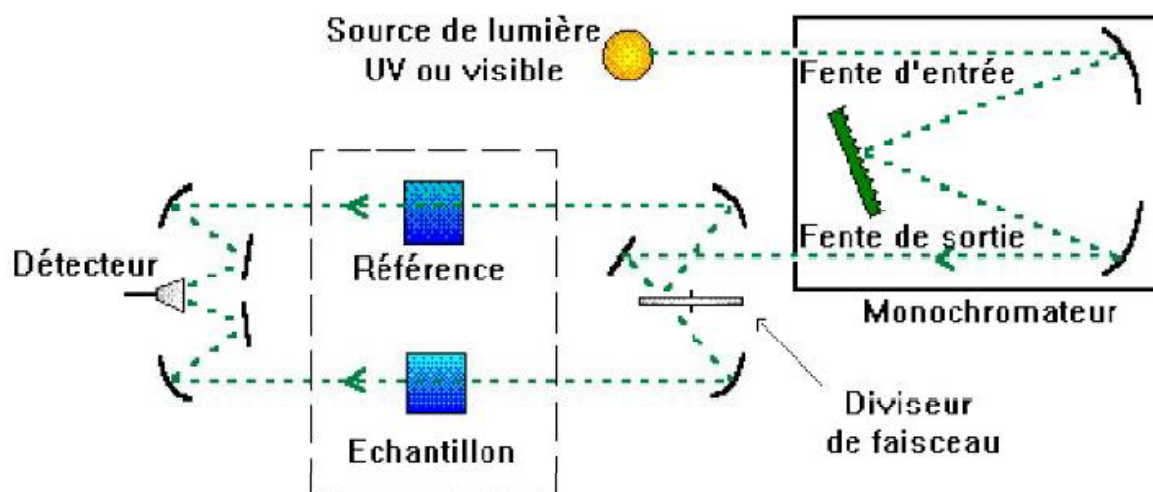 Source de lumière
UV ou visible
Fente d'entrée
Fente de sortie
Monochromateur
Détecteur
Référence
Diviseur
de faisceau
Echantillon